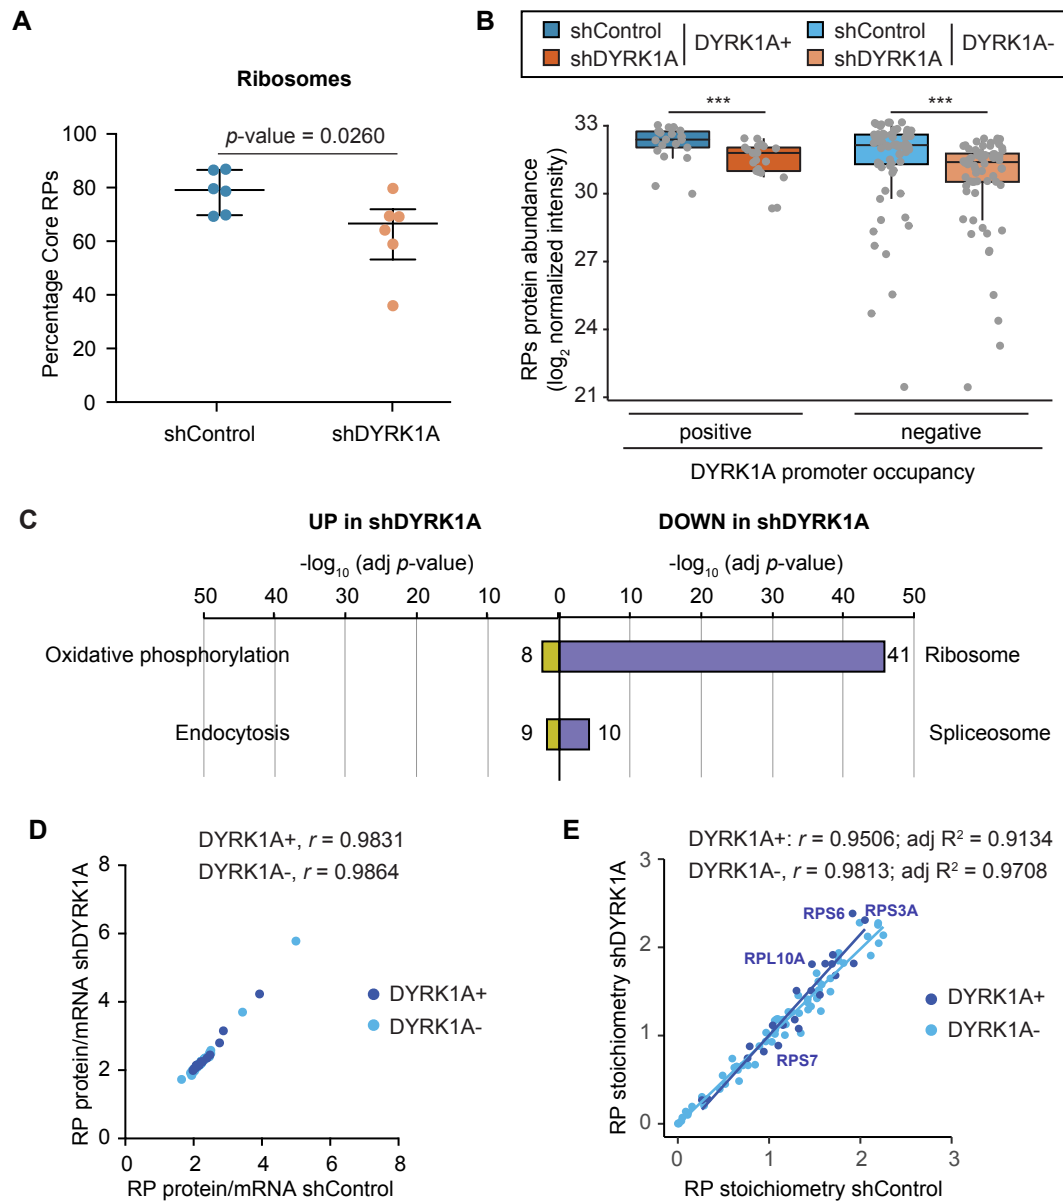 A
Ribosomes
p-value = 0.0260
100
80
60
40
20
0
Percentage Core RPs
shControl
shDYRK1A
B
shControl
shDYRK1A
DYRK1A+
shControl
shDYRK1A
DYRK1A-
***
***
33
30
27
24
21
RPs protein abundance
(log2 normalized intensity)
positive
negative
DYRK1A promoter occupancy
C
UP in shDYRK1A
DOWN in shDYRK1A
-log10 (adj p-value)
-log10 (adj p-value)
50 40 30 20 10 0 10 20 30 40 50
Oxidative phosphorylation 8 41 Ribosome
Endocytosis 9 10 Spliceosome
D
DYRK1A+, r = 0.9831
DYRK1A-, r = 0.9864
8
6
4
2
0
RP protein/mRNA shDYRK1A
DYRK1A+
DYRK1A-
0 2 4 6 8
RP protein/mRNA shControl
E
DYRK1A+: r = 0.9506; adj R2 = 0.9134
DYRK1A-, r = 0.9813; adj R2 = 0.9708
3
2
1
0
RP stoichiometry shDYRK1A
RPS6
RPS3A
RPL10A
RPS7
DYRK1A+
DYRK1A-
0 1 2 3
RP stoichiometry shControl